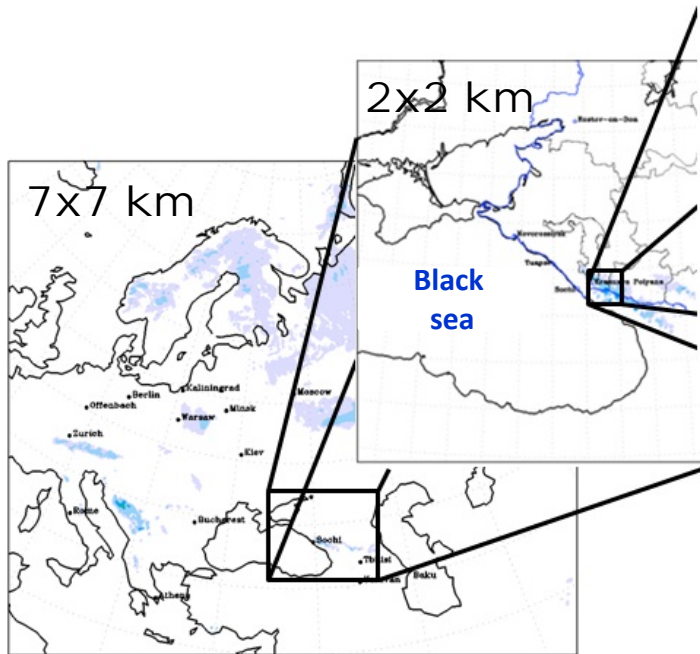 2x2 km
Rostov-on-Don
Novorossiysk
Tuapse
Sochi
Krasnaya Polyana
Black
sea
7x7 km
Kaliningrad
Berlin
Moscow
Offenbach
Minsk
Warsaw
Zurich
Kiev
Rome
Bucharest
Sochi
Tbilisi
Baku
Athens